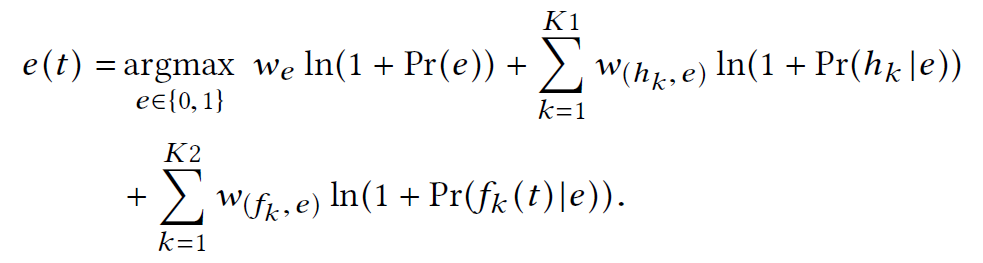 e(t) = argmax_{e∈{0, 1}} w_e ln(1 + Pr(e)) + ∑_{k=1}^{K1} w_{(h_k, e)} ln(1 + Pr(h_k|e))
+ ∑_{k=1}^{K2} w_{(f_k, e)} ln(1 + Pr(f_k(t)|e)).